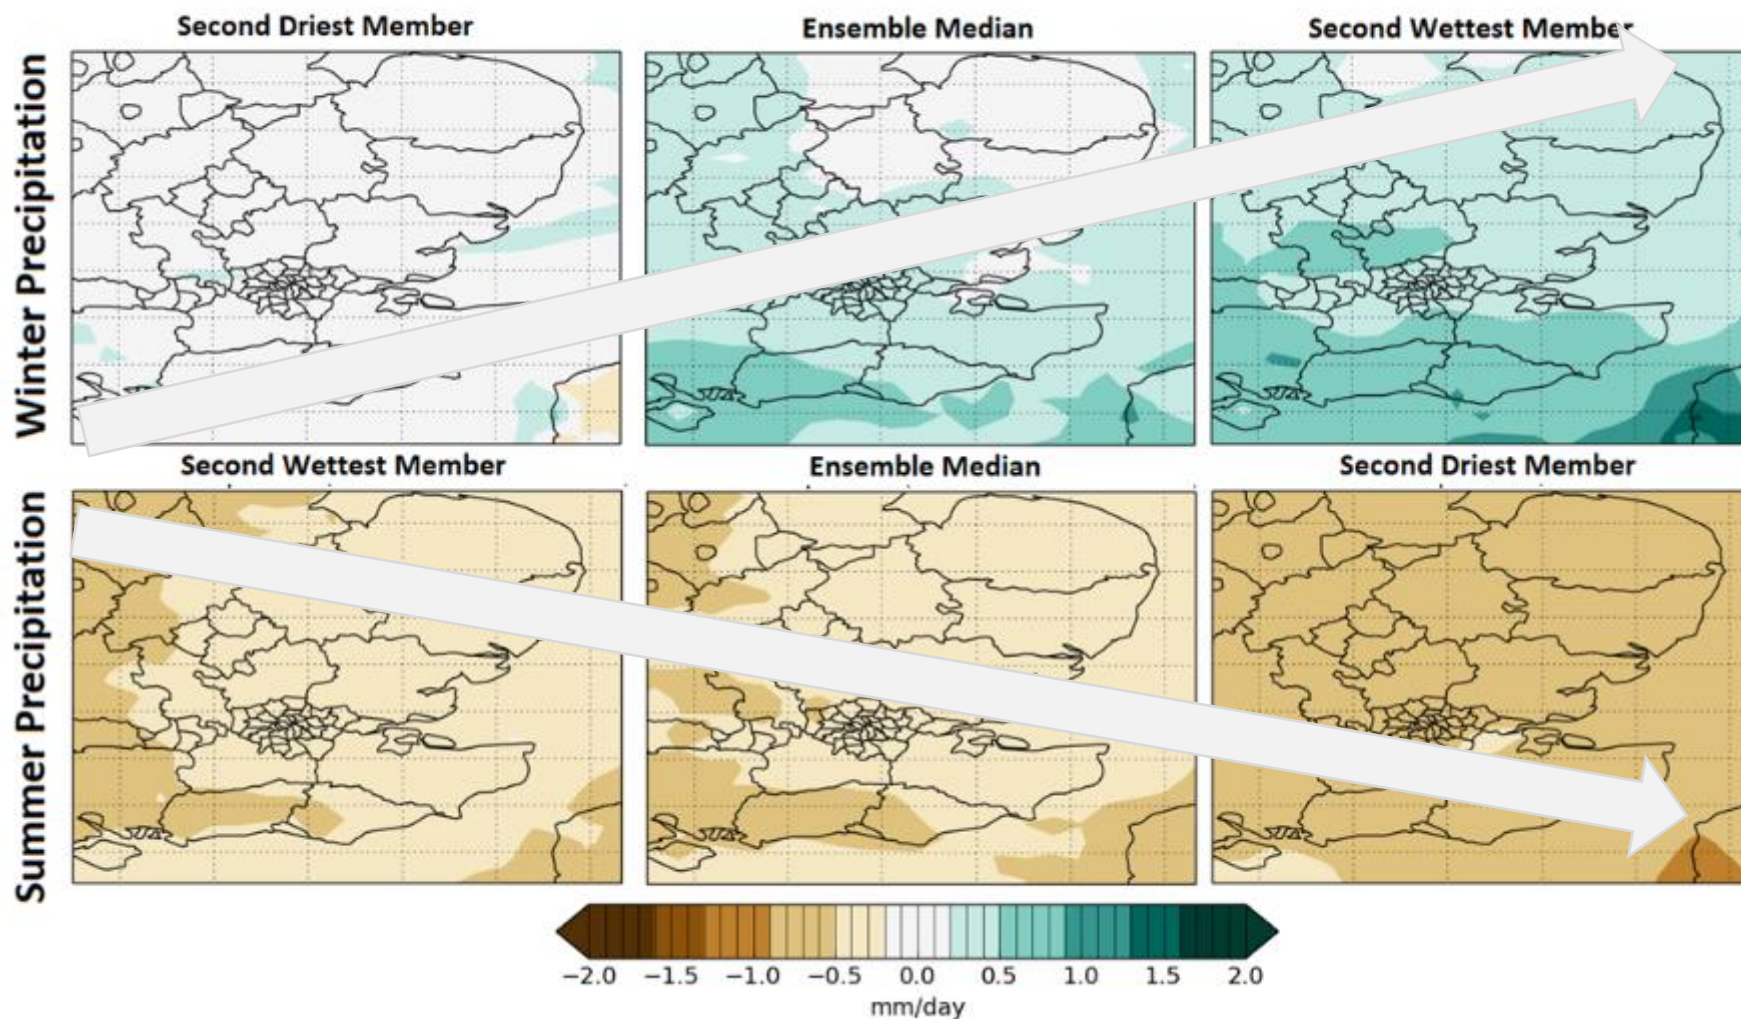 Second Driest Member
Ensemble Median
Second Wettest Member
Winter Precipitation
Second Wettest Member
Ensemble Median
Second Driest Member
Summer Precipitation
−2.0 −1.5 −1.0 −0.5 0.0 0.5 1.0 1.5 2.0
mm/day